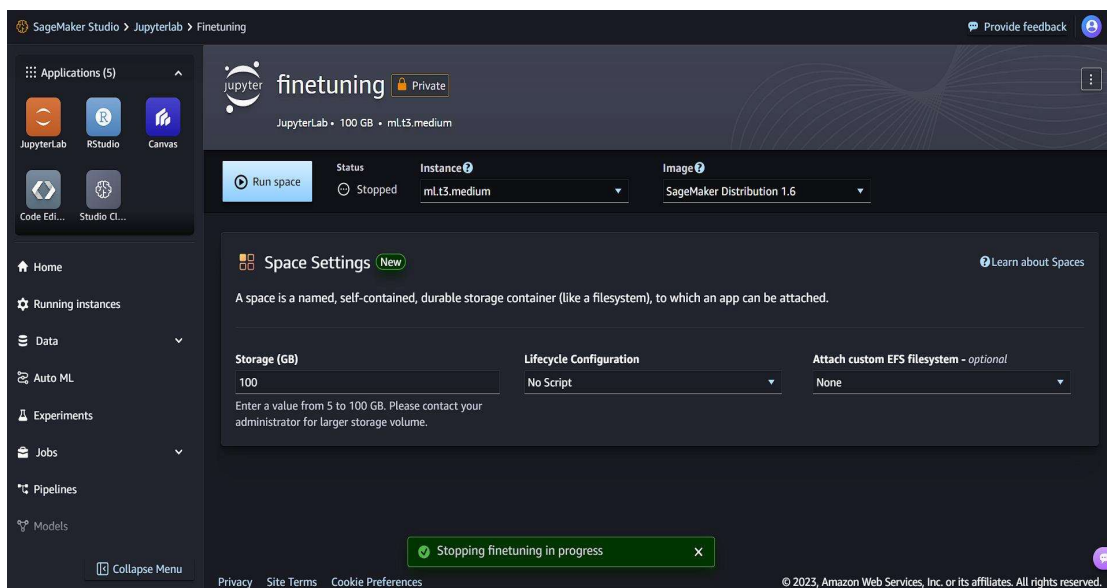 SageMaker Studio > Jupyterlab > Finetuning
Provide feedback
Applications (5)
JupyterLab
RStudio
Canvas
Code Edi...
Studio Cl...
Home
Running instances
Data
Auto ML
Experiments
Jobs
Pipelines
Models
Collapse Menu
jupyter
finetuning
Private
JupyterLab • 100 GB • ml.t3.medium
Run space
Status
Stopped
Instance
ml.t3.medium
Image
SageMaker Distribution 1.6
Space Settings New
Learn about Spaces
A space is a named, self-contained, durable storage container (like a filesystem), to which an app can be attached.
Storage (GB)
100
Enter a value from 5 to 100 GB. Please contact your
administrator for larger storage volume.
Lifecycle Configuration
No Script
Attach custom EFS filesystem - optional
None
Stopping finetuning in progress
Privacy Site Terms Cookie Preferences
© 2023, Amazon Web Services, Inc. or its affiliates. All rights reserved